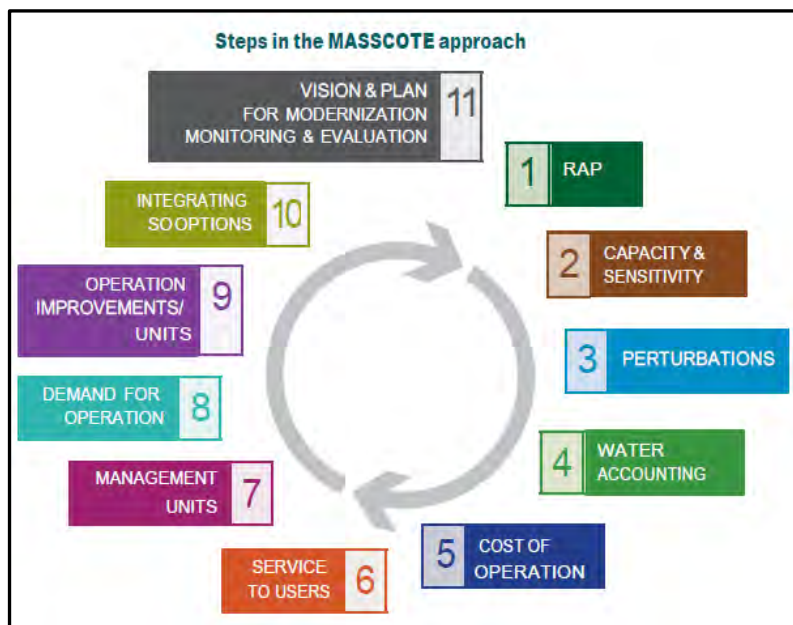 Steps in the MASSCOTE approach
VISION & PLAN
FOR MODERNIZATION
MONITORING & EVALUATION
11
1
RAP
2
CAPACITY &
SENSITIVITY
3
PERTURBATIONS
4
WATER
ACCOUNTING
5
COST OF
OPERATION
SERVICE
TO USERS
6
MANAGEMENT
UNITS
7
DEMAND FOR
OPERATION
8
OPERATION
IMPROVEMENTS/
UNITS
9
INTEGRATING
SO OPTIONS
10